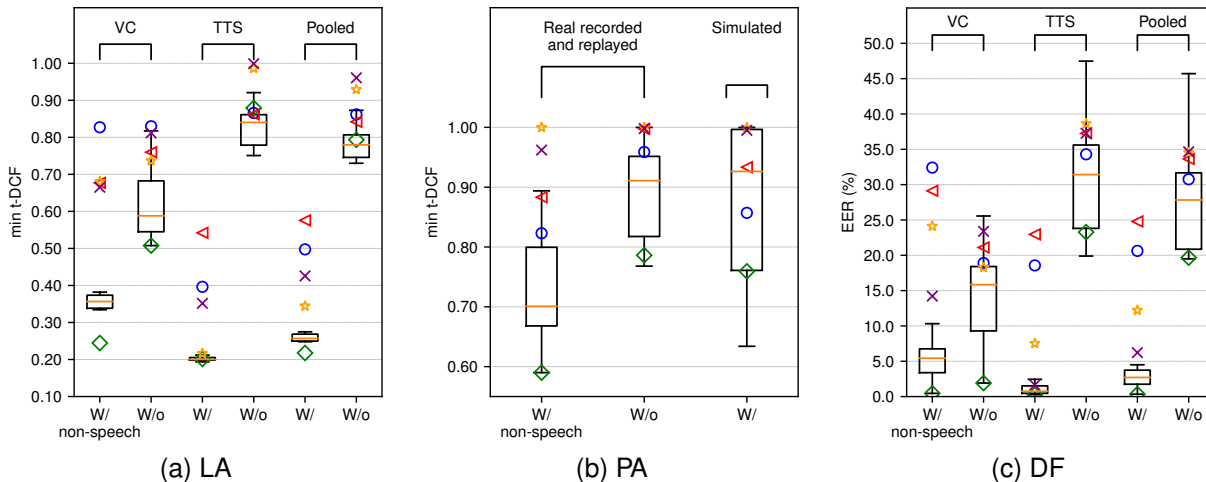 VC
TTS
Pooled
min t-DCF
1.00
0.90
0.80
0.70
0.60
0.50
0.40
0.30
0.20
0.10
W/
W/o
W/
W/o
W/
W/o
non-speech
(a) LA
Real recorded
and replayed
Simulated
min t-DCF
1.00
0.90
0.80
0.70
0.60
W/
W/o
W/
non-speech
(b) PA
VC
TTS
Pooled
EER (%)
50.0
45.0
40.0
35.0
30.0
25.0
20.0
15.0
10.0
5.0
0.0
W/
W/o
W/
W/o
W/
W/o
non-speech
(c) DF